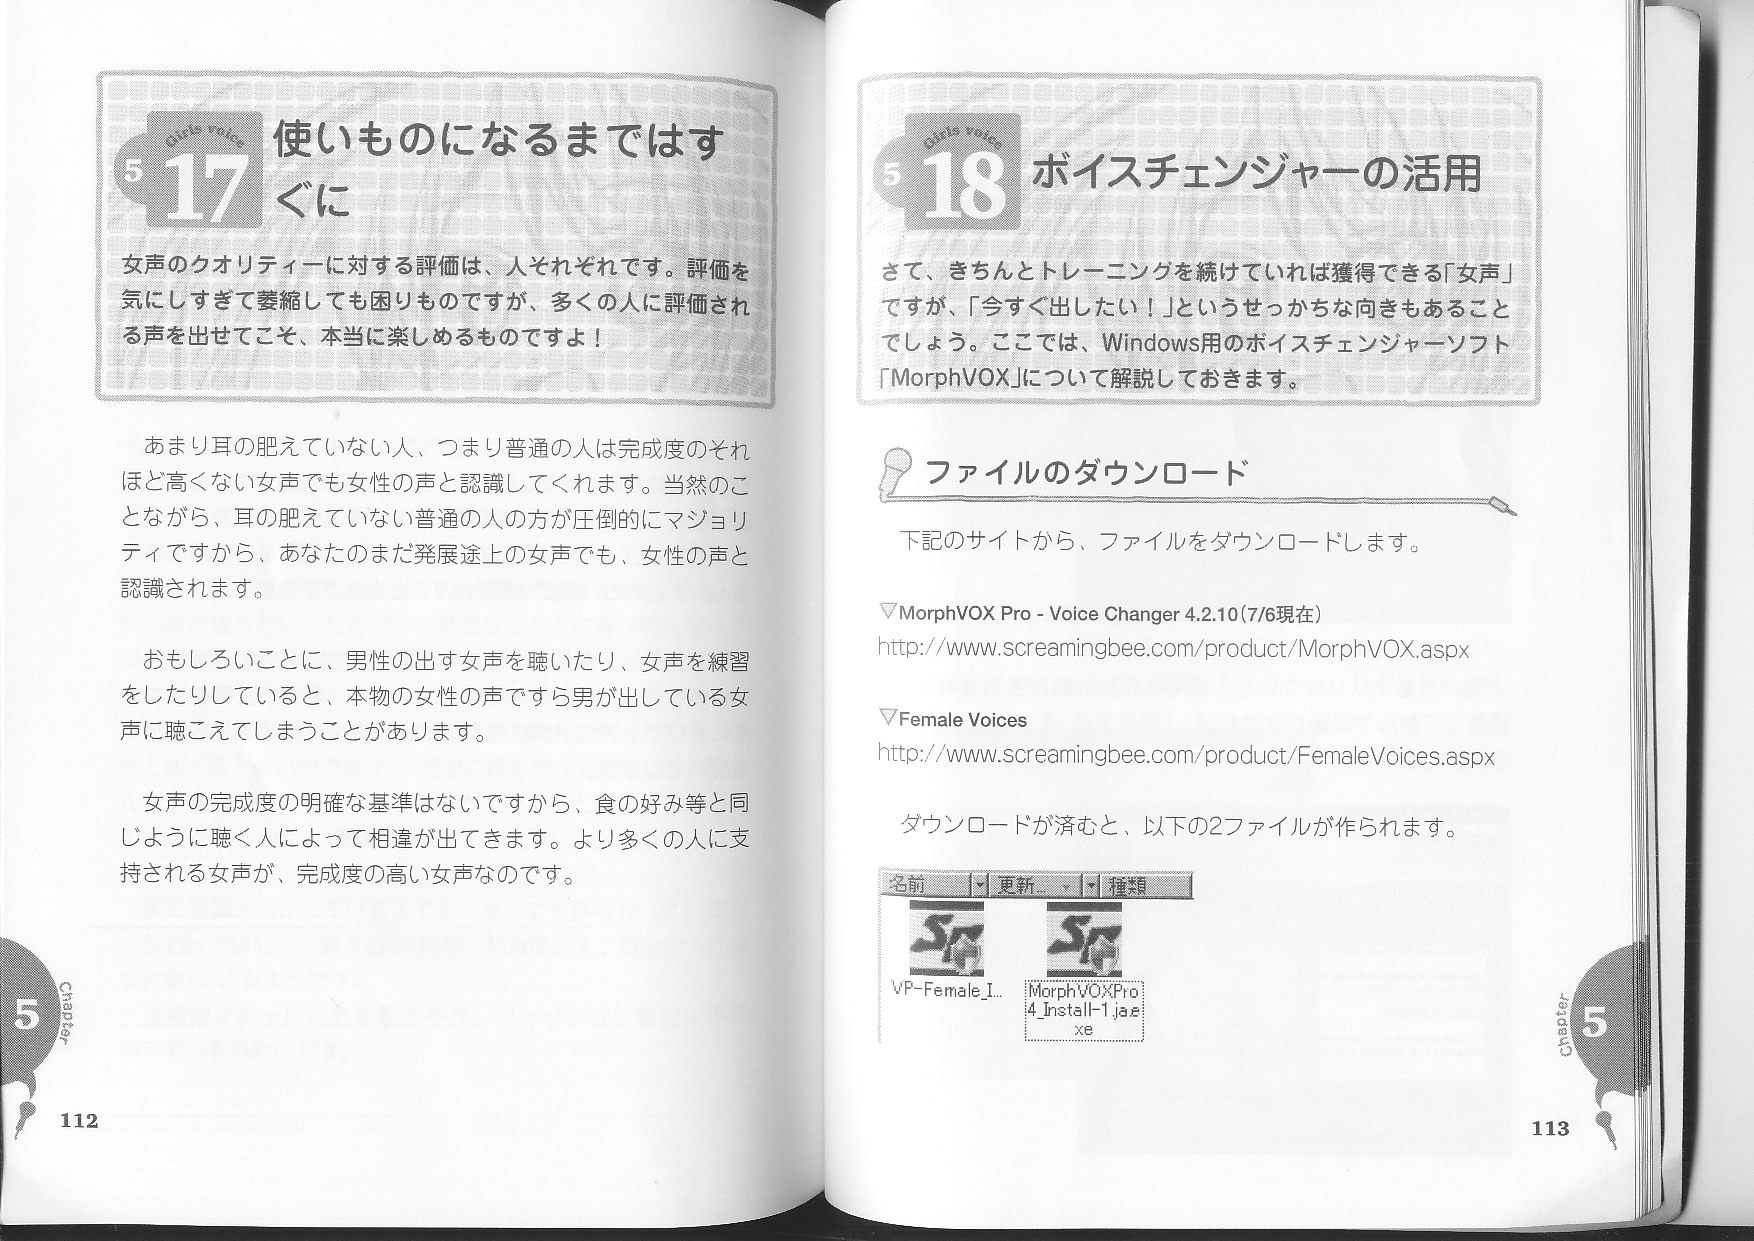 Girls voice
5 17
使いものになるまではす
ぐに
女声のクオリティーに対する評価は、人それぞれです。評価を
気にしすぎて萎縮しても困りものですが、多くの人に評価され
る声を出せてこそ、本当に楽しめるものですよ！
あまり耳の肥えていない人、つまり普通の人は完成度のそれ
ほど高くない女声でも女性の声と認識してくれます。当然のこ
とながら、耳の肥えていない普通の人の方が圧倒的にマジョリ
ティですから、あなたのまだ発展途上の女声でも、女性の声と
認識されます。
おもしろいことに、男性の出す女声を聴いたり、女声を練習
をしたりしていると、本物の女性の声ですら男が出している女
声に聴こえてしまうことがあります。
女声の完成度の明確な基準はないですから、食の好み等と同
じように聴く人によって相違が出てきます。より多くの人に支
持される女声が、完成度の高い女声なのです。
5
Chapter
112
Girls voice
5 18
ボイスチェンジャーの活用
さて、きちんとトレーニングを続けていれば獲得できる「女声」
ですが、「今すぐ出したい！」というせっかちな向きもあること
でしょう。ここでは、Windows用のボイスチェンジャーソフト
「MorphVOX」について解説しておきます。
ファイルのダウンロード
下記のサイトから、ファイルをダウンロードします。
▽MorphVOX Pro - Voice Changer 4.2.10（7/6現在）
http://www.screamingbee.com/product/MorphVOX.aspx
▽Female Voices
http://www.screamingbee.com/product/FemaleVoices.aspx
ダウンロードが済むと、以下の2ファイルが作られます。
名前 更新... 種類
VP-Female_I...
MorphVOXPro
4_Install-1.ja.e
xe
Chapter
5
113